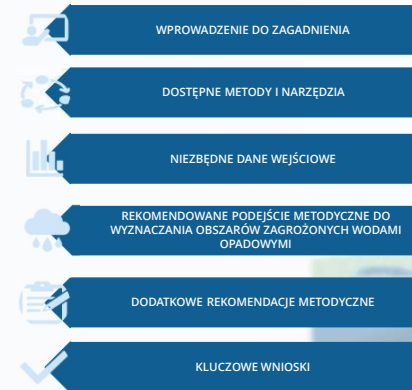 WPROWADZENIE DO ZAGADNIENIA
DOSTĘPNE METODY I NARZĘDZIA
NIEZBĘDNE DANE WEJŚCIOWE
REKOMENDOWANE PODEJŚCIE METODYCZNE DO
WYZNACZANIA OBSZARÓW ZAGROŻONYCH WODAMI
OPADOWYMI
DODATKOWE REKOMENDACJE METODYCZNE
KLUCZOWE WNIOSKI